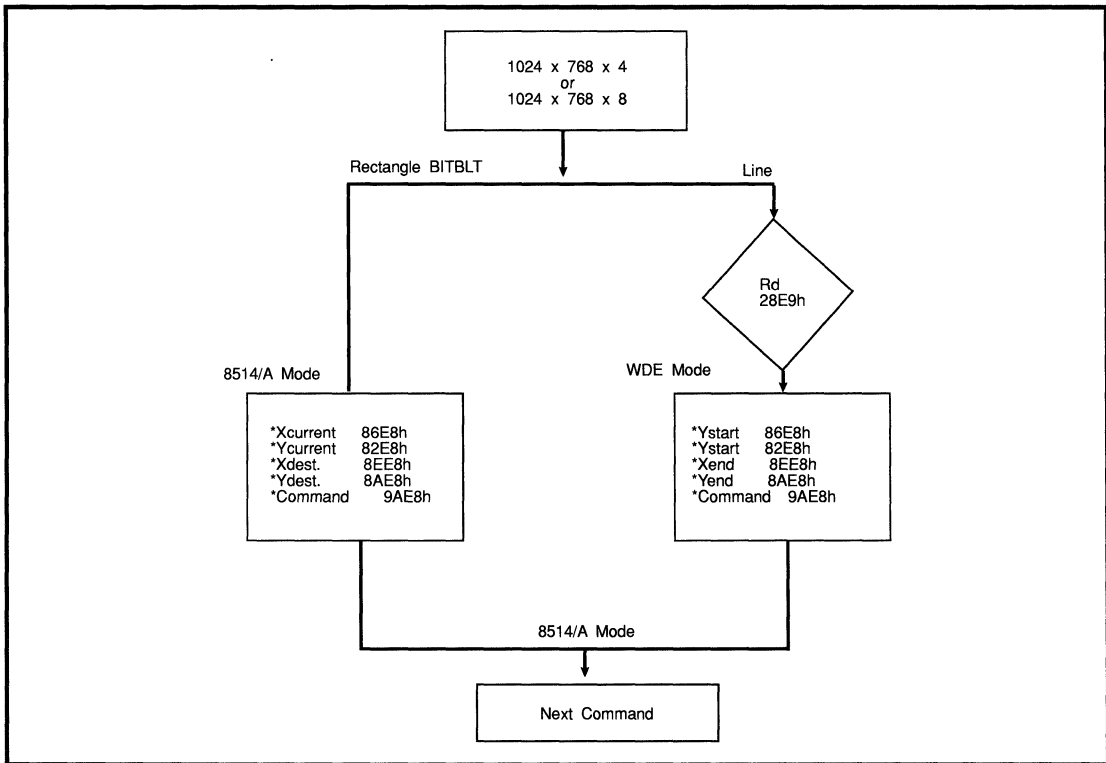 1024 x 768 x 4
or
1024 x 768 x 8
Rectangle BITBLT
Line
Rd
28E9h
8514/A Mode
WDE Mode
*Xcurrent 86E8h
*Ycurrent 82E8h
*Xdest. 8EE8h
*Ydest. 8AE8h
*Command 9AE8h
*Ystart 86E8h
*Ystart 82E8h
*Xend 8EE8h
*Yend 8AE8h
*Command 9AE8h
8514/A Mode
Next Command